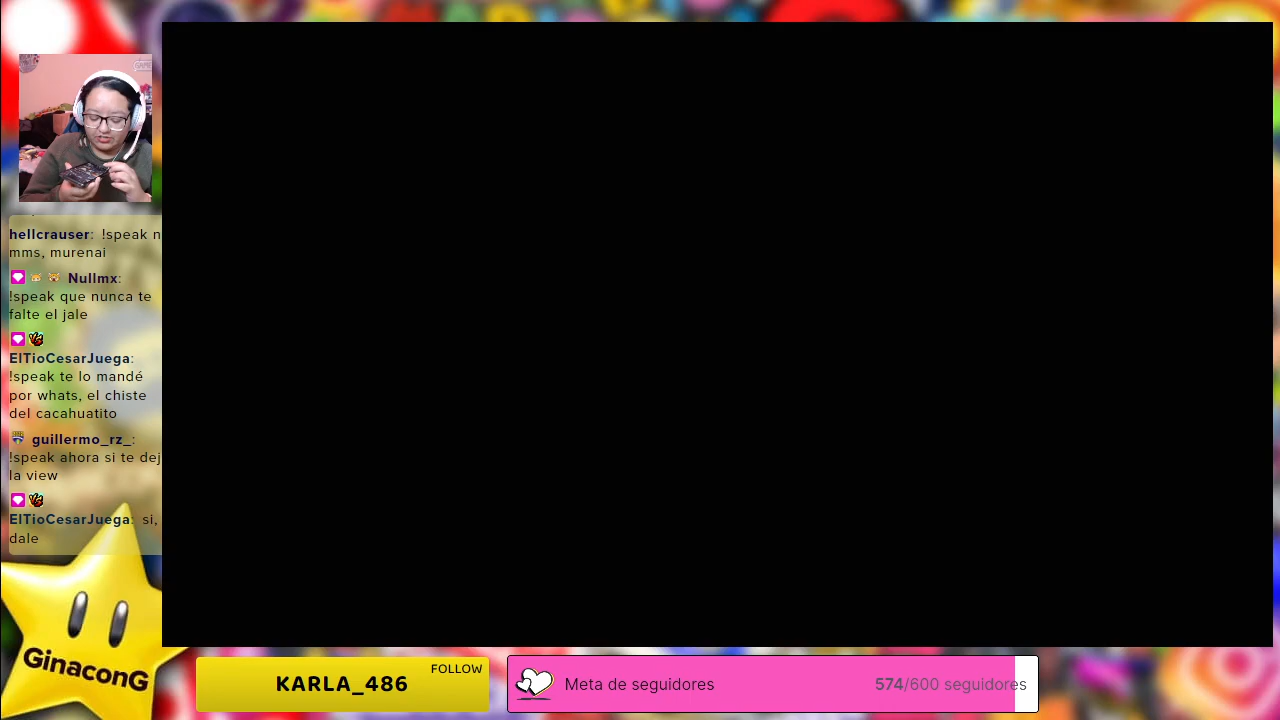 hellcrauser: !speak n
mms, murenai
Nullmx:
!speak que nunca te
falte el jale
ElTioCesarJuega:
!speak te lo mandé
por whats, el chiste
del cacahuatito
guillermo_rz_:
!speak ahora si te dej
la view
ElTioCesarJuega: si,
dale
GinaconG
FOLLOW
KARLA_486
Meta de seguidores
574/600 seguidores